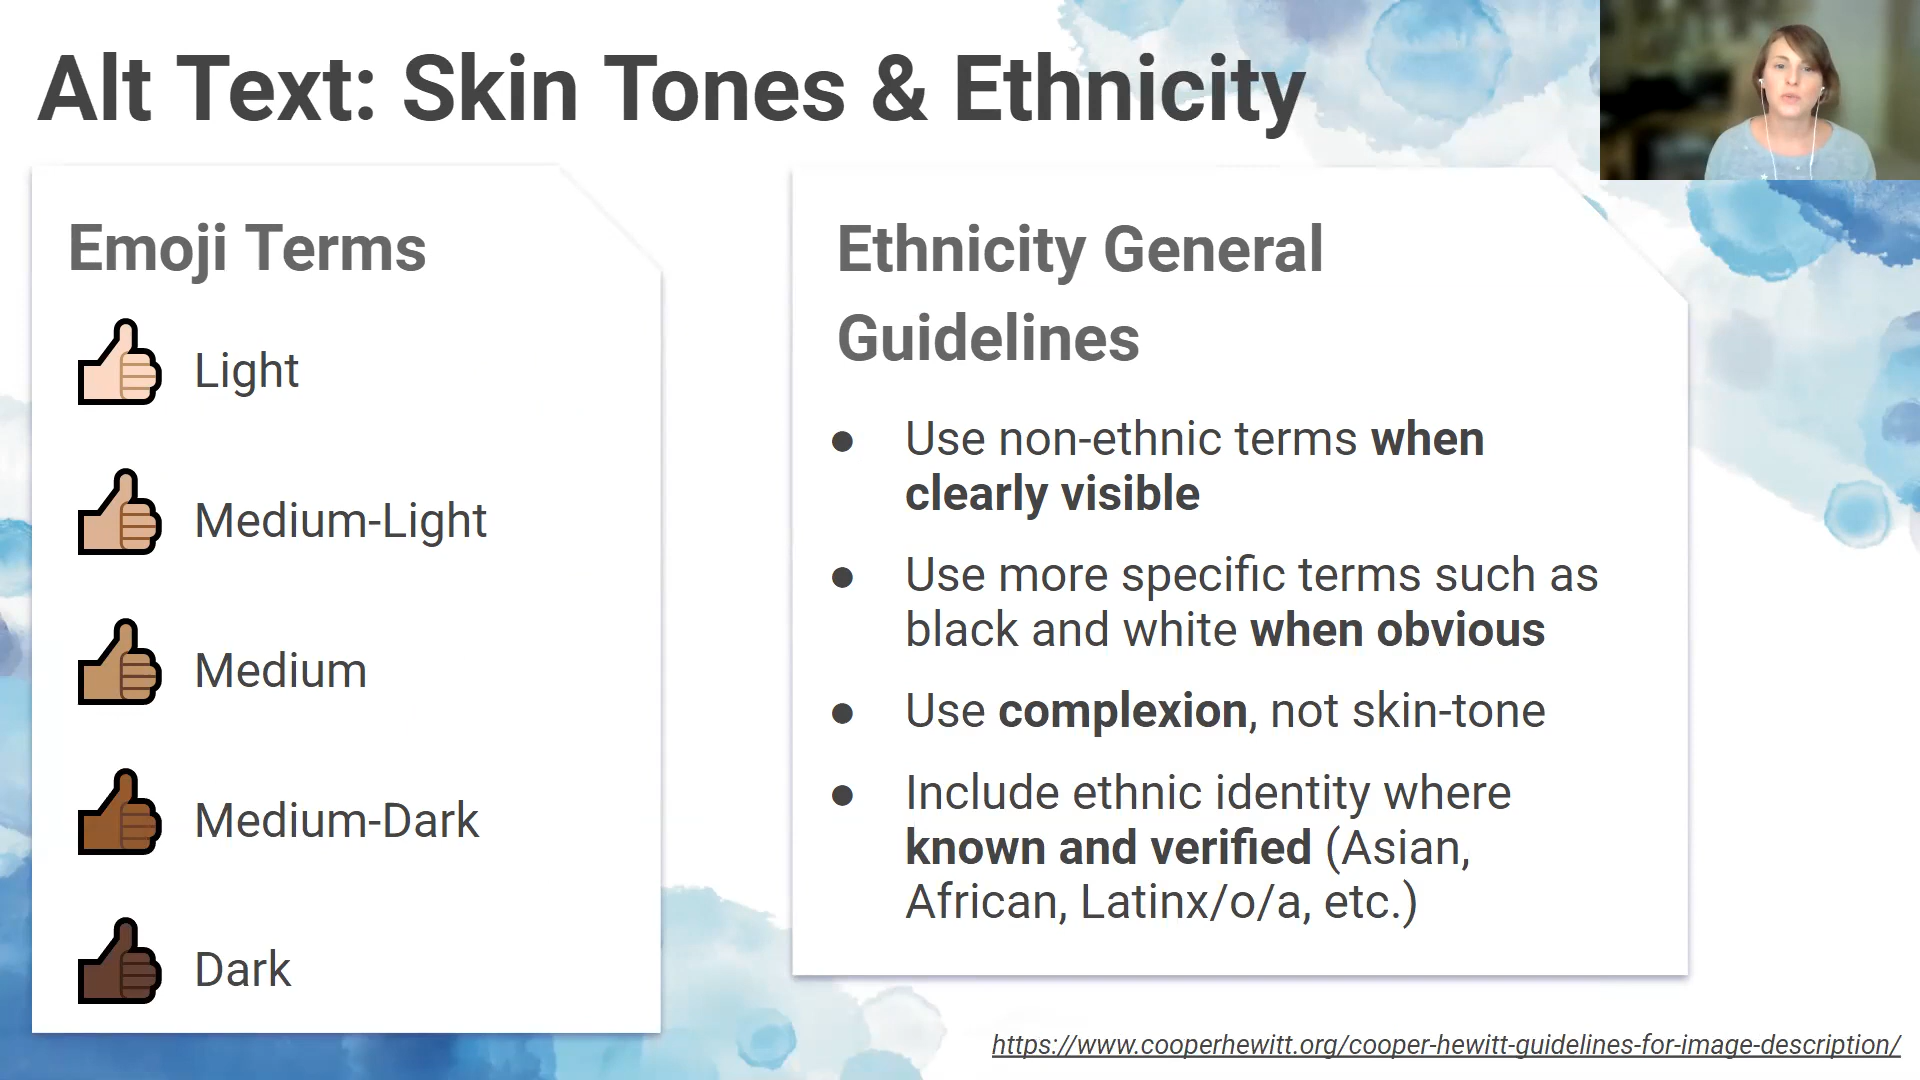 Alt Text: Skin Tones & Ethnicity
Emoji Terms
Light
Medium-Light
Medium
Medium-Dark
Dark
Ethnicity General
Guidelines
● Use non-ethnic terms when
clearly visible
● Use more specific terms such as
black and white when obvious
● Use complexion, not skin-tone
● Include ethnic identity where
known and verified (Asian,
African, Latinx/o/a, etc.)
https://www.cooperhewitt.org/cooper-hewitt-guidelines-for-image-description/